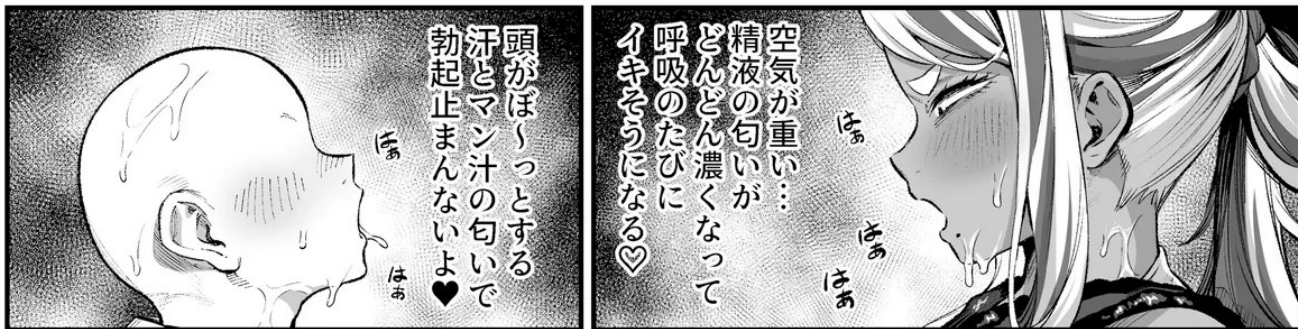 空気が重い…
精液の匂いが
どんどん濃くなって
呼吸のたびに
イキそうになる♡
はぁ
はぁ
はぁ
頭がぼ～っとする
汗とマン汁の匂いで
勃起止まんないよ♥
はぁ
はぁ